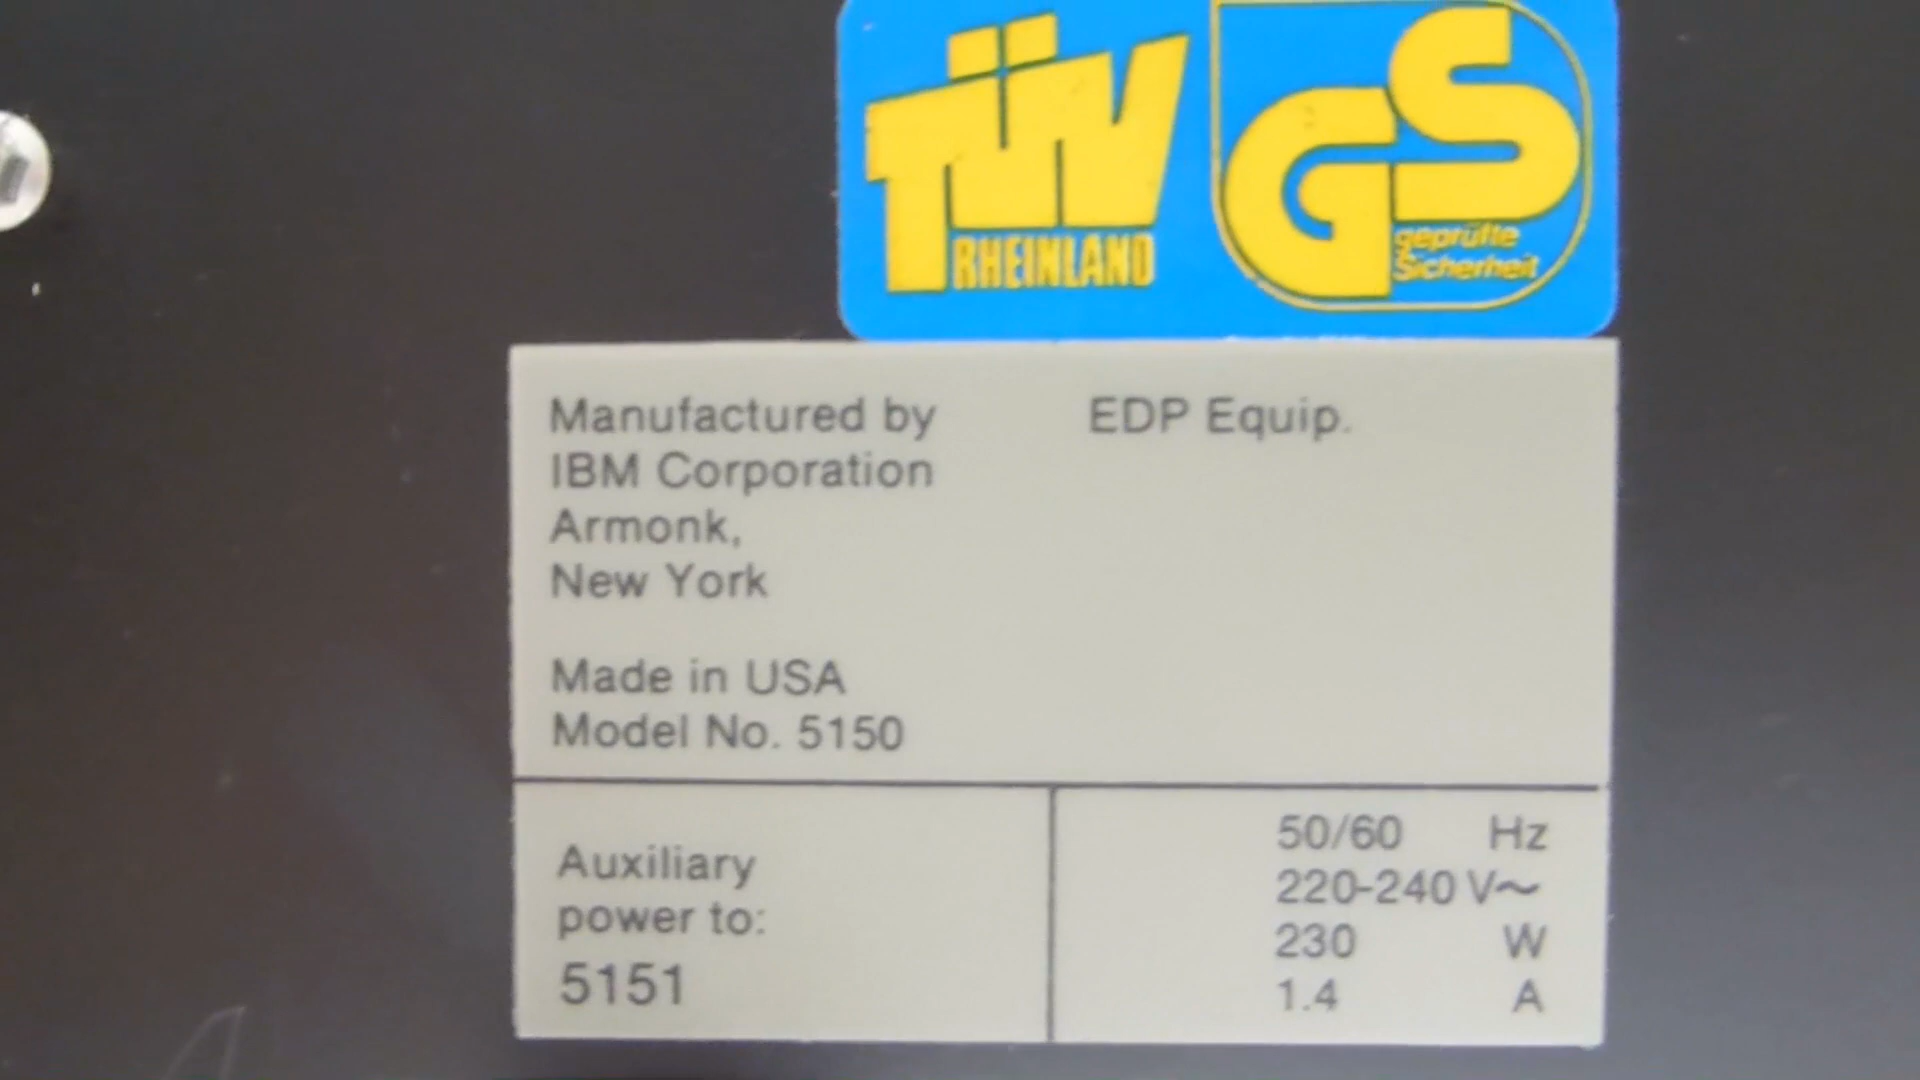 TÜV
RHEINLAND
GS
geprüfte
Sicherheit
Manufactured by
IBM Corporation
Armonk,
New York
EDP Equip.
Made in USA
Model No. 5150
Auxiliary
power to:
5151
50/60 Hz
220-240 V~
230 W
1.4 A